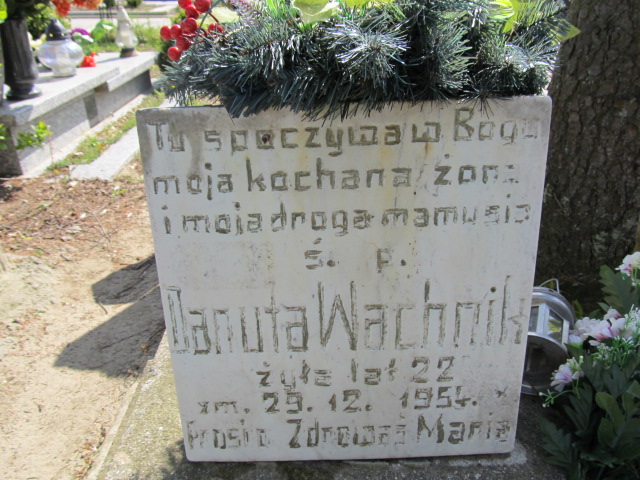 Tu spoczywa w Bogu
moja kochana żona
i moja droga mamusia
ś. p.
Danuta Wachnik
żyła lat 22
zm. 29. 12. 1954.
Prosi o Zdrowaś Maria